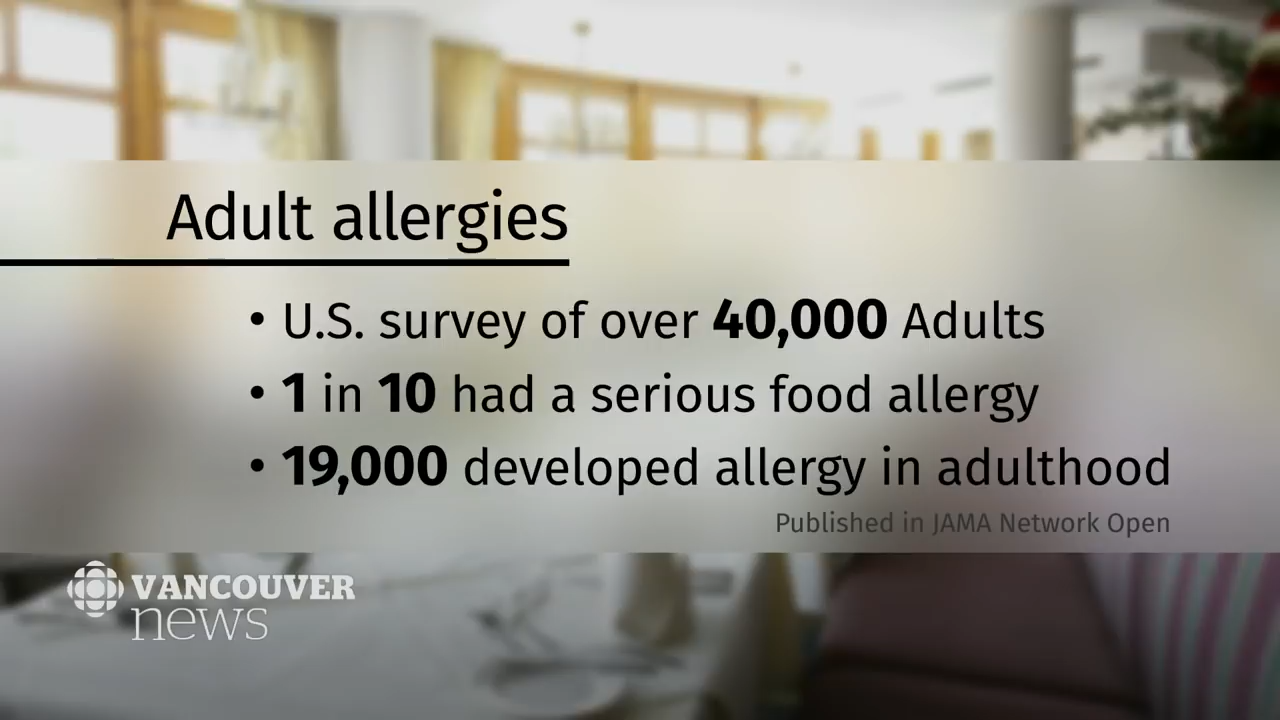 Adult allergies
• U.S. survey of over 40,000 Adults
• 1 in 10 had a serious food allergy
• 19,000 developed allergy in adulthood
Published in JAMA Network Open
VANCOUVER
news